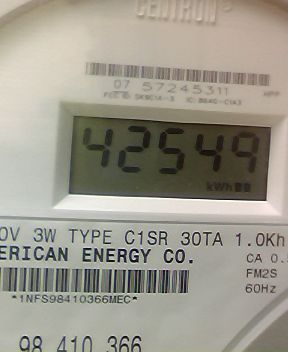 CENTRON®
07 57245311
42549
kWh
0V 3W TYPE C1SR 30TA 1.0Kh
ERICAN ENERGY CO.
CA 0.5
FM2S
*1NFS98410366MEC*
60Hz
98 410 366